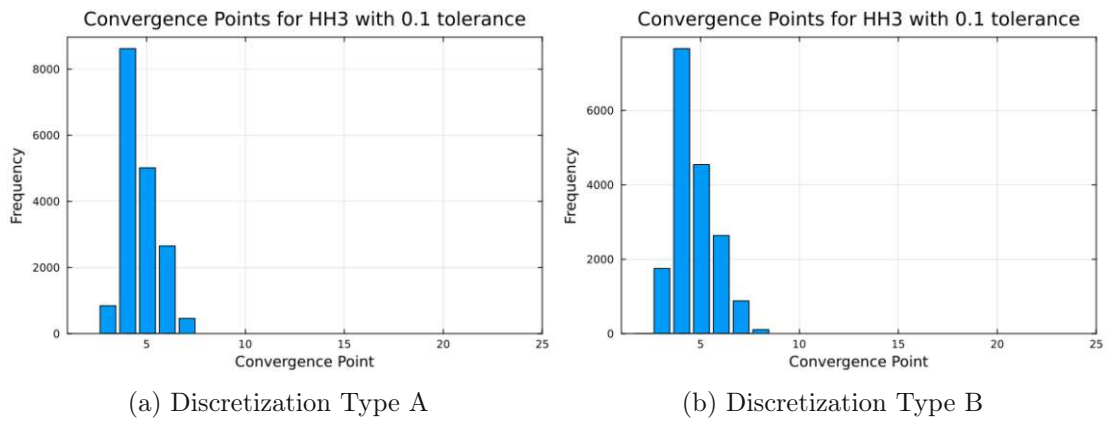 Convergence Points for HH3 with 0.1 tolerance
Frequency
8000
6000
4000
2000
0
5
10
15
20
25
Convergence Point
(a) Discretization Type A
Convergence Points for HH3 with 0.1 tolerance
Frequency
6000
4000
2000
0
5
10
15
20
25
Convergence Point
(b) Discretization Type B